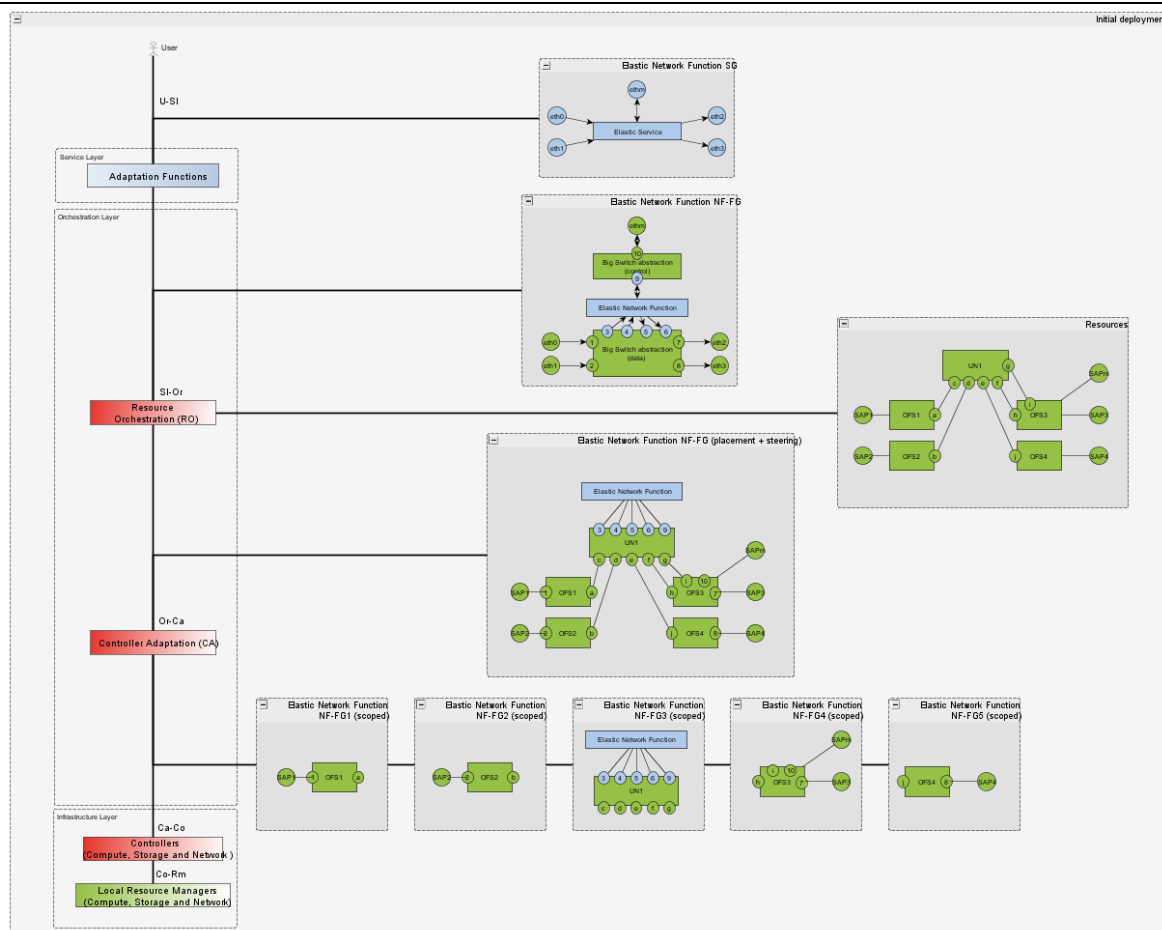 Initial deploymen
User
U-Sl
Elastic Network Function SG
ethm
eth0
eth2
Elastic Service
eth1
eth3
Service Layer
Adaptation Functions
Orchestration Layer
Elastic Network Function NF-FG
ethm
10
Big Switch abstraction
(control)
9
Elastic Network Function
3 4 5 6
eth0 1 7 eth2
Big Switch abstraction
(data)
eth1 2 8 eth3
Resources
UN1 g
c d e f
SAPm
i
SAP1 OFS1 a h OFS3 SAP3
SAP2 OFS2 b j OFS4 SAP4
Sl-Or
Resource
Orchestration (RO)
Elastic Network Function NF-FG (placement + steering)
Elastic Network Function
3 4 5 6 9
UN1
c d e f g
SAPm
i 10
SAP1 1 OFS1 a h OFS3 7 SAP3
SAP2 2 OFS2 b j OFS4 8 SAP4
Or-Ca
Controller Adaptation (CA)
Elastic Network Function
NF-FG1 (scoped)
SAP1 1 OFS1 a
Elastic Network Function
NF-FG2 (scoped)
SAP2 2 OFS2 b
Elastic Network Function
NF-FG3 (scoped)
Elastic Network Function
3 4 5 6 9
UN1
c d e f g
Elastic Network Function
NF-FG4 (scoped)
SAPm
i 10
h OFS3 7 SAP3
Elastic Network Function
NF-FG5 (scoped)
j OFS4 8 SAP4
Infrastructure Layer
Ca-Co
Controllers
(Compute, Storage and Network )
Co-Rm
Local Resource Managers
(Compute, Storage and Network)